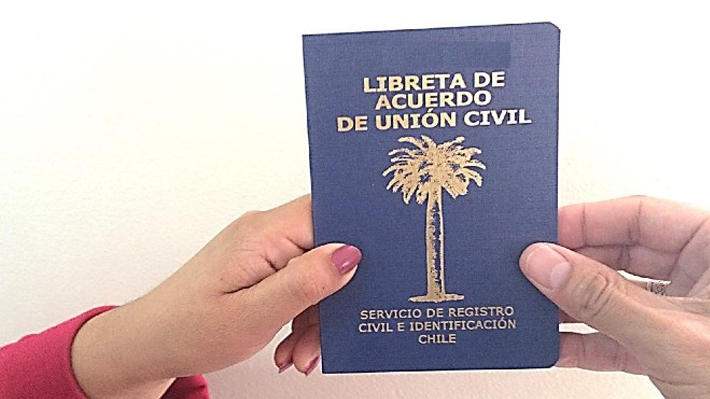 LIBRETA DE
ACUERDO
DE UNIÓN CIVIL
SERVICIO DE REGISTRO
CIVIL E IDENTIFICACIÓN
CHILE